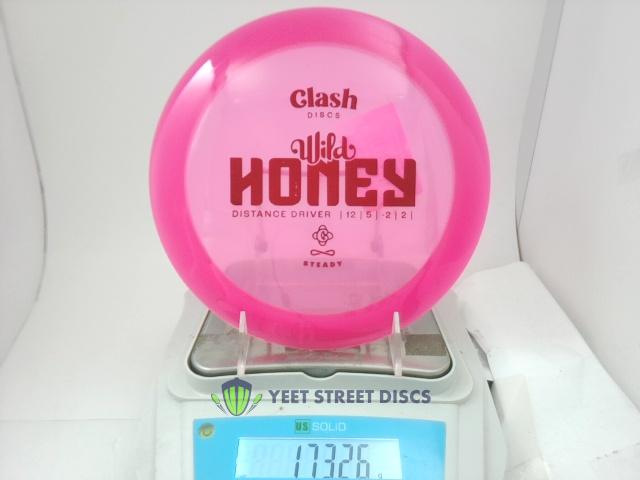 Clash
DISCS
Wild
HONEY
DISTANCE DRIVER | 12 | 5 | -2 | 2 |
STEADY
YEET STREET DISCS
US SOLID
173.26 g